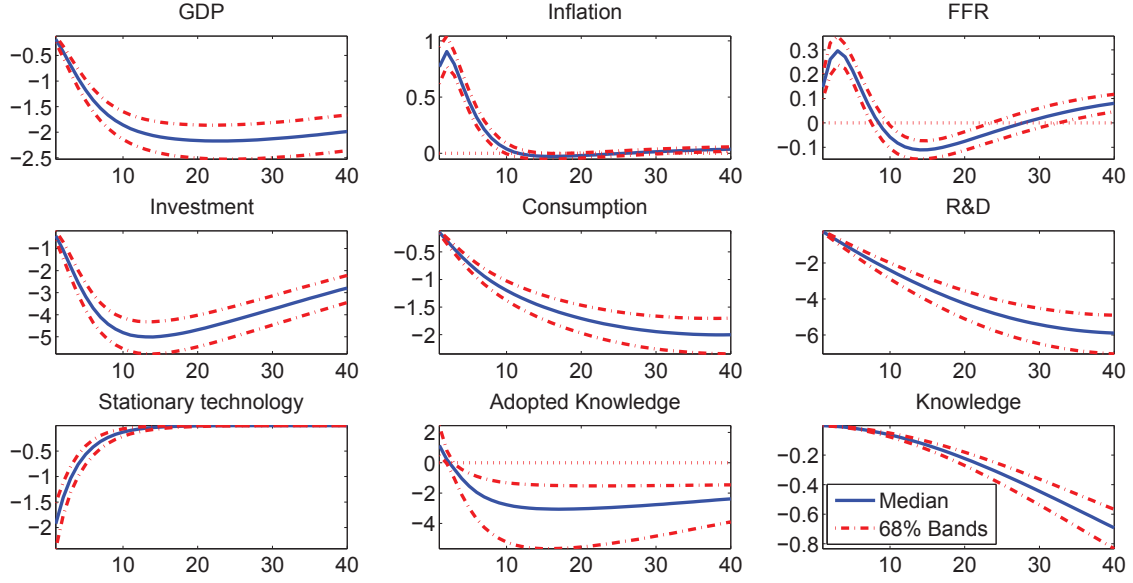 GDP
−0.5
−1
−1.5
−2
−2.5
10 20 30 40
Inflation
1
0.5
0
10 20 30 40
FFR
0.3
0.2
0.1
0
−0.1
10 20 30 40
Investment
−1
−2
−3
−4
−5
10 20 30 40
Consumption
−0.5
−1
−1.5
−2
10 20 30 40
R&D
−2
−4
−6
10 20 30 40
Stationary technology
−0.5
−1
−1.5
−2
10 20 30 40
Adopted Knowledge
2
0
−2
−4
10 20 30 40
Knowledge
−0.2
−0.4
−0.6
−0.8
Median
68% Bands
10 20 30 40